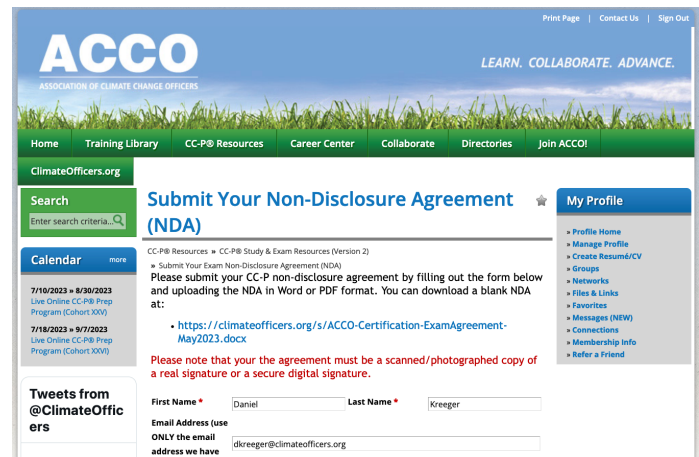 Print Page | Contact Us | Sign Out
ACCO
ASSOCIATION OF CLIMATE CHANGE OFFICERS
LEARN. COLLABORATE. ADVANCE.
Home Training Library CC-P® Resources Career Center Collaborate Directories Join ACCO!
ClimateOfficers.org
Search
Enter search criteria...
Calendar more
7/10/2023 » 8/30/2023
Live Online CC-P® Prep
Program (Cohort XXV)
7/18/2023 » 9/7/2023
Live Online CC-P® Prep
Program (Cohort XXVI)
Tweets from
@ClimateOffic
ers
Submit Your Non-Disclosure Agreement
(NDA)
CC-P® Resources » CC-P® Study & Exam Resources (Version 2)
» Submit Your Exam Non-Disclosure Agreement (NDA)
Please submit your CC-P non-disclosure agreement by filling out the form below
and uploading the NDA in Word or PDF format. You can download a blank NDA
at:
• https://climateofficers.org/s/ACCO-Certification-ExamAgreement-
May2023.docx
Please note that your the agreement must be a scanned/photographed copy of
a real signature or a secure digital signature.
First Name * Daniel Last Name * Kreeger
Email Address (use
ONLY the email
address we have
dkreeger@climateofficers.org
My Profile
» Profile Home
» Manage Profile
» Create Resumé/CV
» Groups
» Networks
» Files & Links
» Favorites
» Messages (NEW)
» Connections
» Membership Info
» Refer a Friend